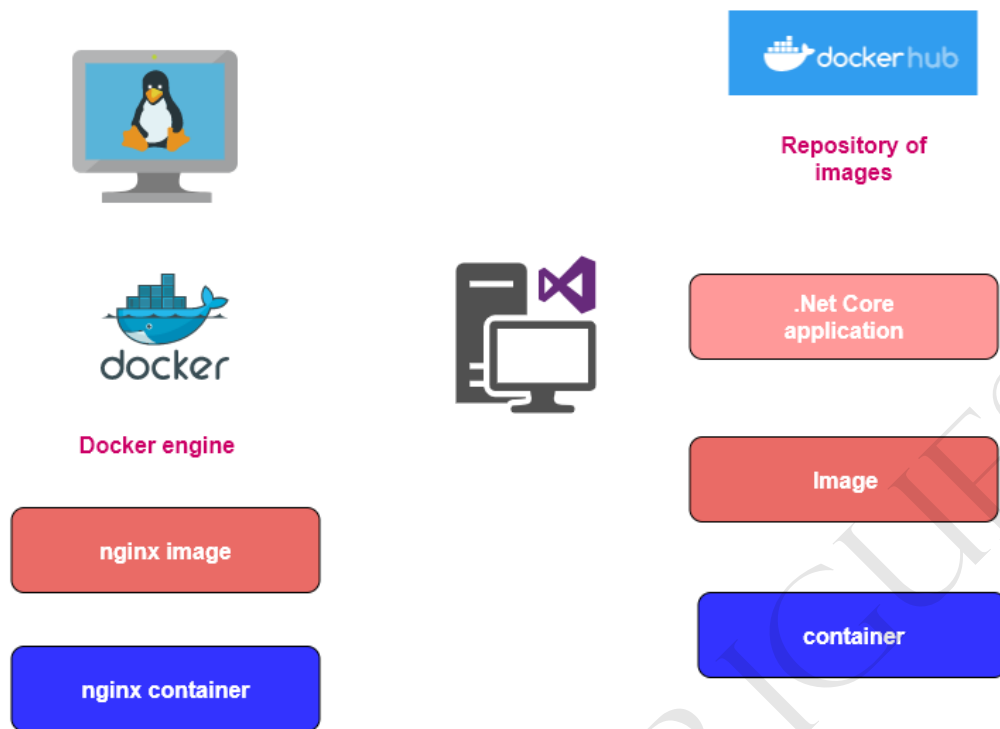 dockerhub
Repository of
images
docker
Docker engine
nginx image
nginx container
.Net Core
application
Image
container